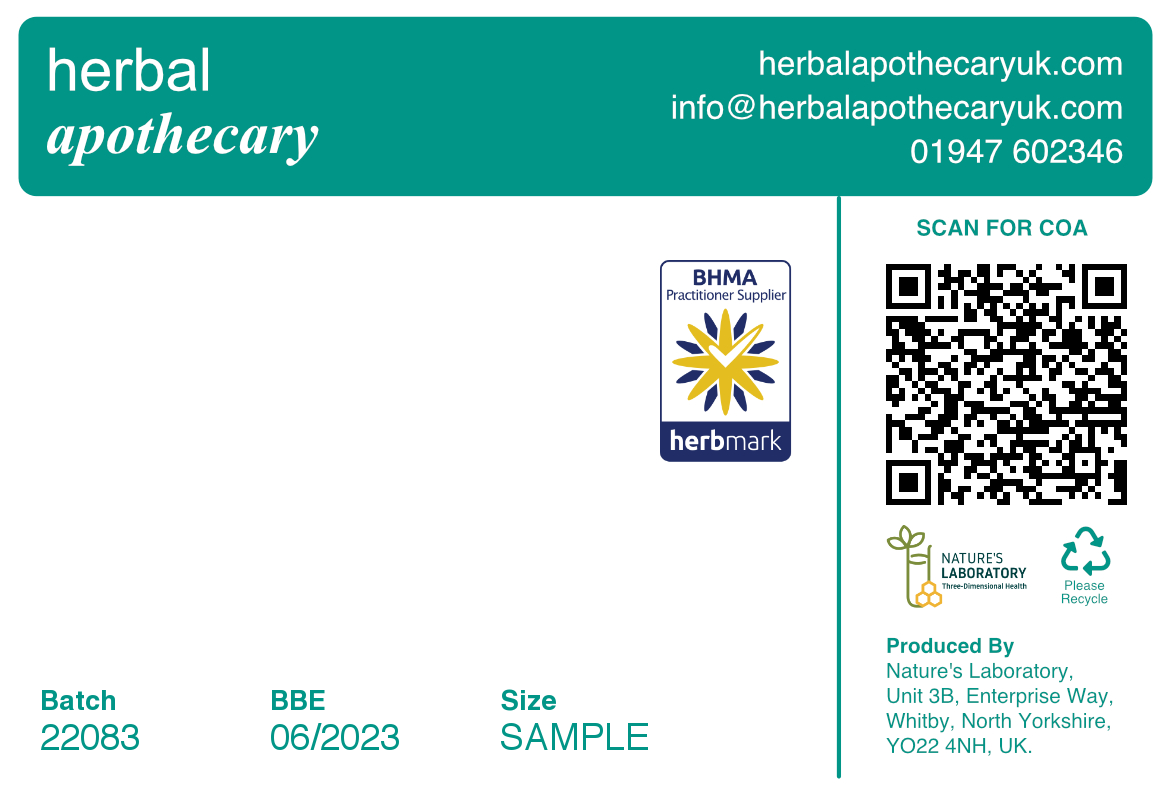 herbal
apothecary
herbalapothecaryuk.com
info@herbalapothecaryuk.com
01947 602346
BHMA
Practitioner Supplier
herbmark
SCAN FOR COA
NATURE'S
LABORATORY
Three-Dimensional Health
Please
Recycle
Produced By
Nature's Laboratory,
Unit 3B, Enterprise Way,
Whitby, North Yorkshire,
YO22 4NH, UK.
Batch
22083
BBE
06/2023
Size
SAMPLE